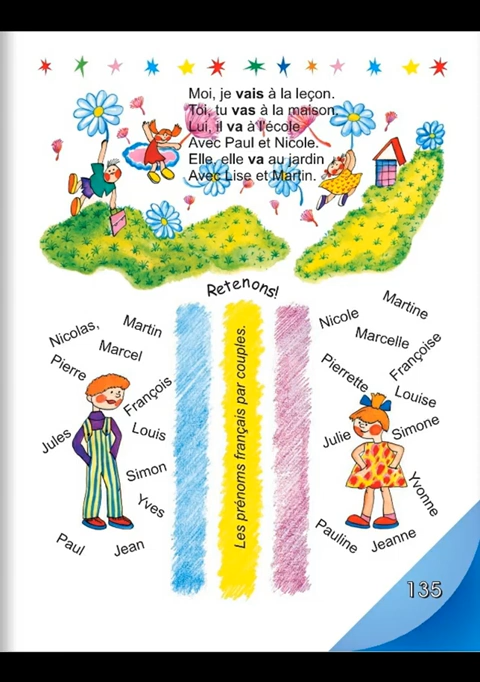 Moi, je vais à la leçon.
Toi, tu vas à la maison
Lui, il va à l'école
Avec Paul et Nicole.
Elle, elle va au jardin
Avec Lise et Martin.
Retenons!
Nicolas,
Martin
Marcel
Pierre
François
Jules
Louis
Simon
Yves
Paul
Jean
Les prénoms français par couples.
Nicole
Martine
Marcelle
Françoise
Pierrette
Louise
Julie
Simone
Yvonne
Pauline
Jeanne
135